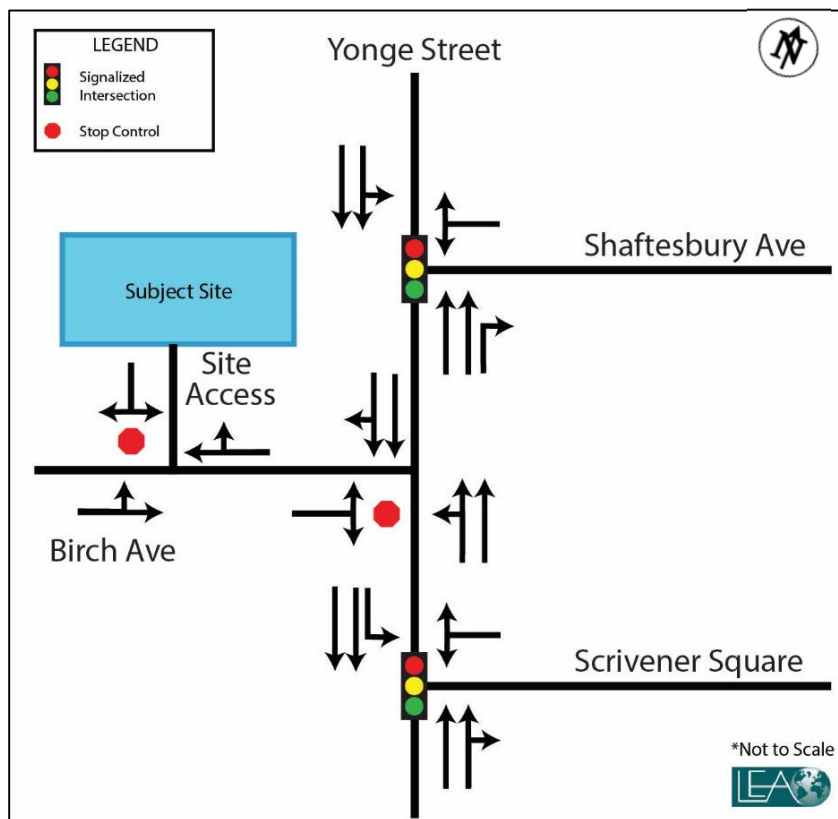 LEGEND
Signalized
Intersection
Stop Control
Yonge Street
N
Shaftesbury Ave
Subject Site
Site
Access
Birch Ave
Scrivener Square
*Not to Scale
LEA